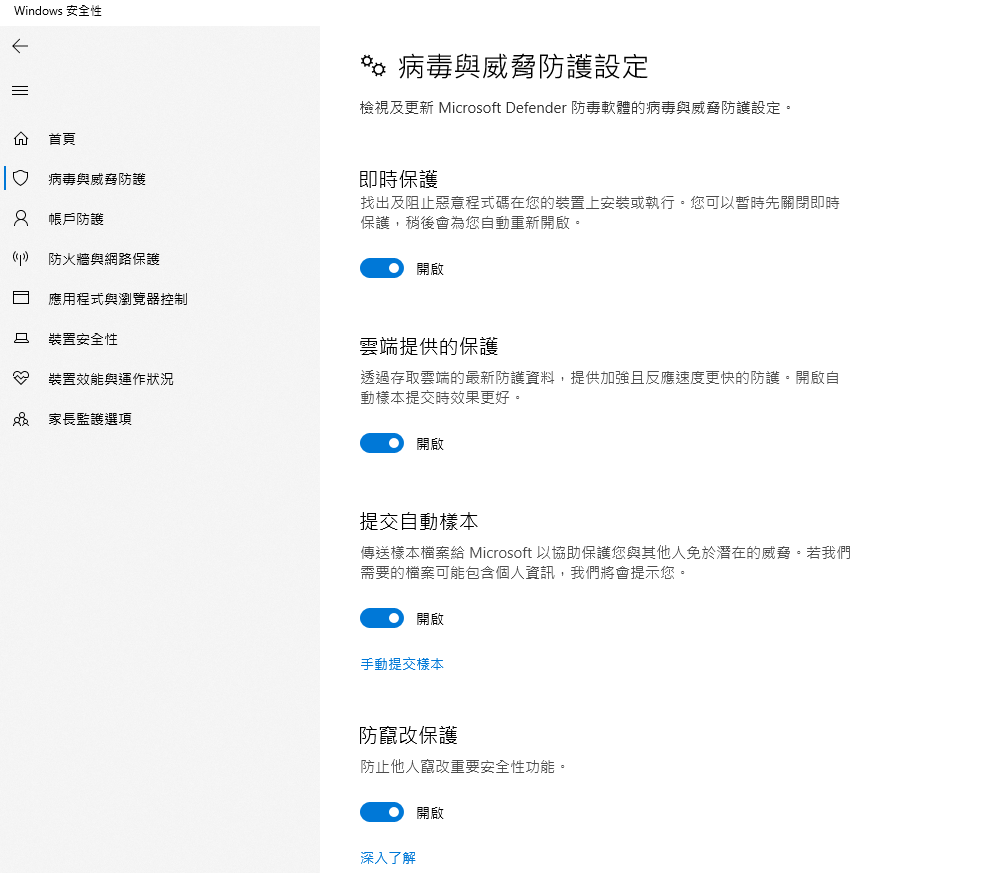 Windows 安全性
首頁
病毒與威脅防護
帳戶防護
防火牆與網路保護
應用程式與瀏覽器控制
裝置安全性
裝置效能與運作狀況
家長監護選項
病毒與威脅防護設定
檢視及更新 Microsoft Defender 防毒軟體的病毒與威脅防護設定。
即時保護
找出及阻止惡意程式碼在您的裝置上安裝或執行。您可以暫時先關閉即時
保護，稍後會為您自動重新開啟。
開啟
雲端提供的保護
透過存取雲端的最新防護資料，提供加強且反應速度更快的防護。開啟自
動樣本提交時效果更好。
開啟
提交自動樣本
傳送樣本檔案給 Microsoft 以協助保護您與其他人免於潛在的威脅。若我們
需要的檔案可能包含個人資訊，我們將會提示您。
開啟
手動提交樣本
防竄改保護
防止他人竄改重要安全性功能。
開啟
深入了解